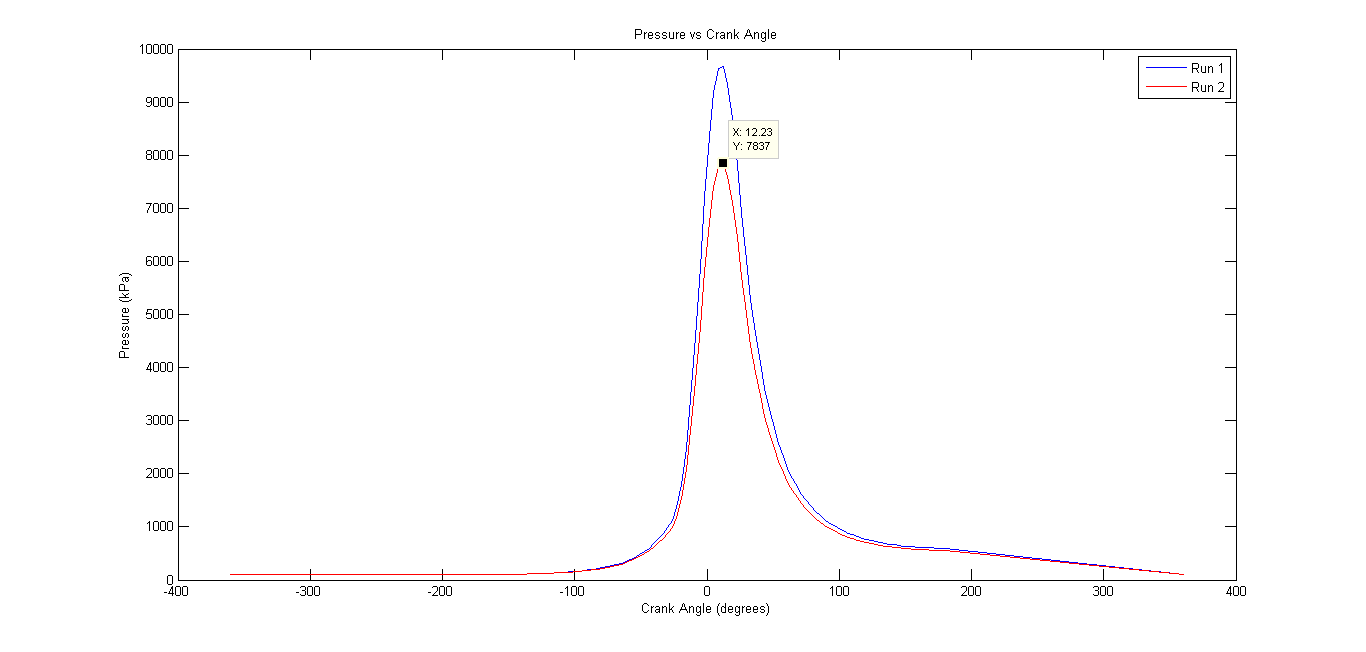 Pressure vs Crank Angle
10000
9000
8000
7000
6000
5000
4000
3000
2000
1000
0
Pressure (kPa)
Run 1
Run 2
X: 12.23
Y: 7837
-400 -300 -200 -100 0 100 200 300 400
Crank Angle (degrees)